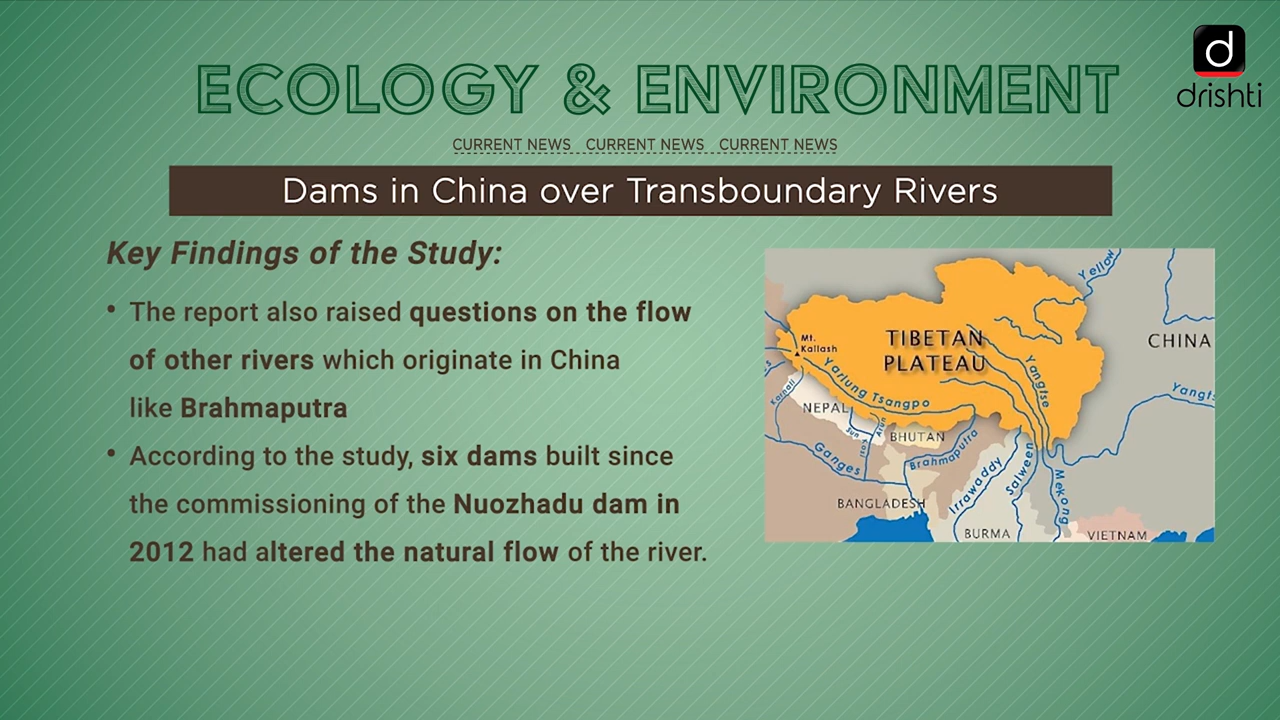 ECOLOGY & ENVIRONMENT
d
drishti
CURRENT NEWS CURRENT NEWS CURRENT NEWS
Dams in China over Transboundary Rivers
Key Findings of the Study:
• The report also raised questions on the flow
of other rivers which originate in China
like Brahmaputra
• According to the study, six dams built since
the commissioning of the Nuozhadu dam in
2012 had altered the natural flow of the river.
Yellow
CHINA
TIBETAN
PLATEAU
Mt.
Kailash
Yarlung Tsangpo
Yangtse
Karnali
NEPAL
Sun Kosi
Arun
BHUTAN
Brahmaputra
Ganges
Irrawaddy
Salween
Mekong
BANGLADESH
BURMA
VIETNAM